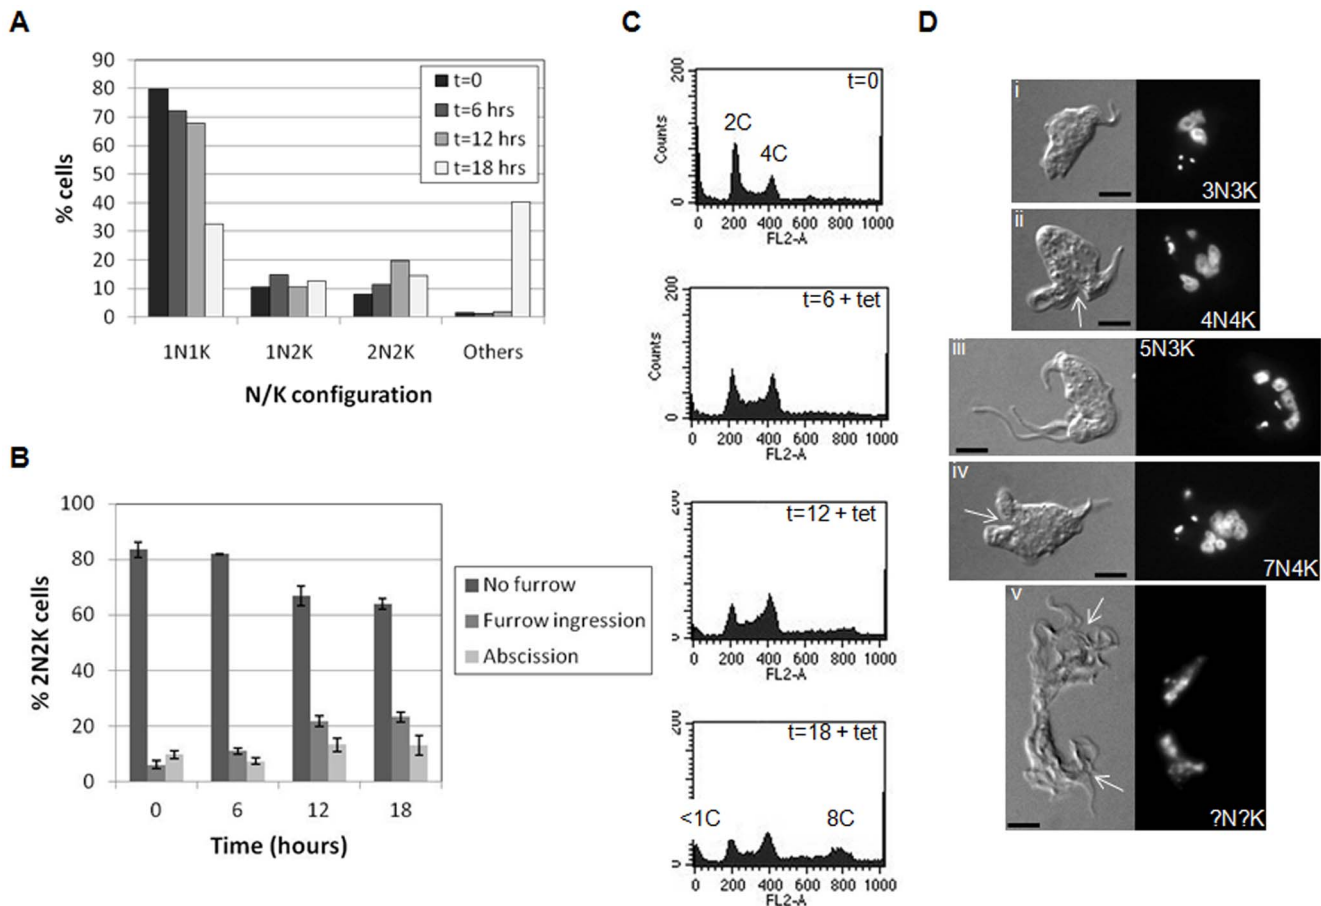 A
90
80
70
60
50
40
30
20
10
0
% cells
t=0
t=6 hrs
t=12 hrs
t=18 hrs
1N1K
1N2K
2N2K
Others
N/K configuration
B
100
80
60
40
20
0
% 2N2K cells
No furrow
Furrow ingression
Abscission
0
6
12
18
Time (hours)
C
200
0
Counts
t=0
2C
4C
0 200 400 600 800 1000
FL2-A
200
0
Counts
t=6 + tet
0 200 400 600 800 1000
FL2-A
t=12 + tet
0 200 400 600 800 1000
FL2-A
t=18 + tet
<1C
8C
0 200 400 600 800 1000
FL2-A
D
i
3N3K
ii
4N4K
iii
5N3K
iv
7N4K
v
?N?K